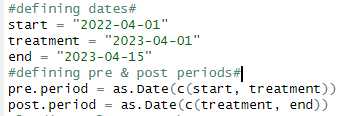 #defining dates#
start = "2022-04-01"
treatment = "2023-04-01"
end = "2023-04-15"
#defining pre & post periods#
pre.period = as.Date(c(start, treatment))
post.period = as.Date(c(treatment, end))